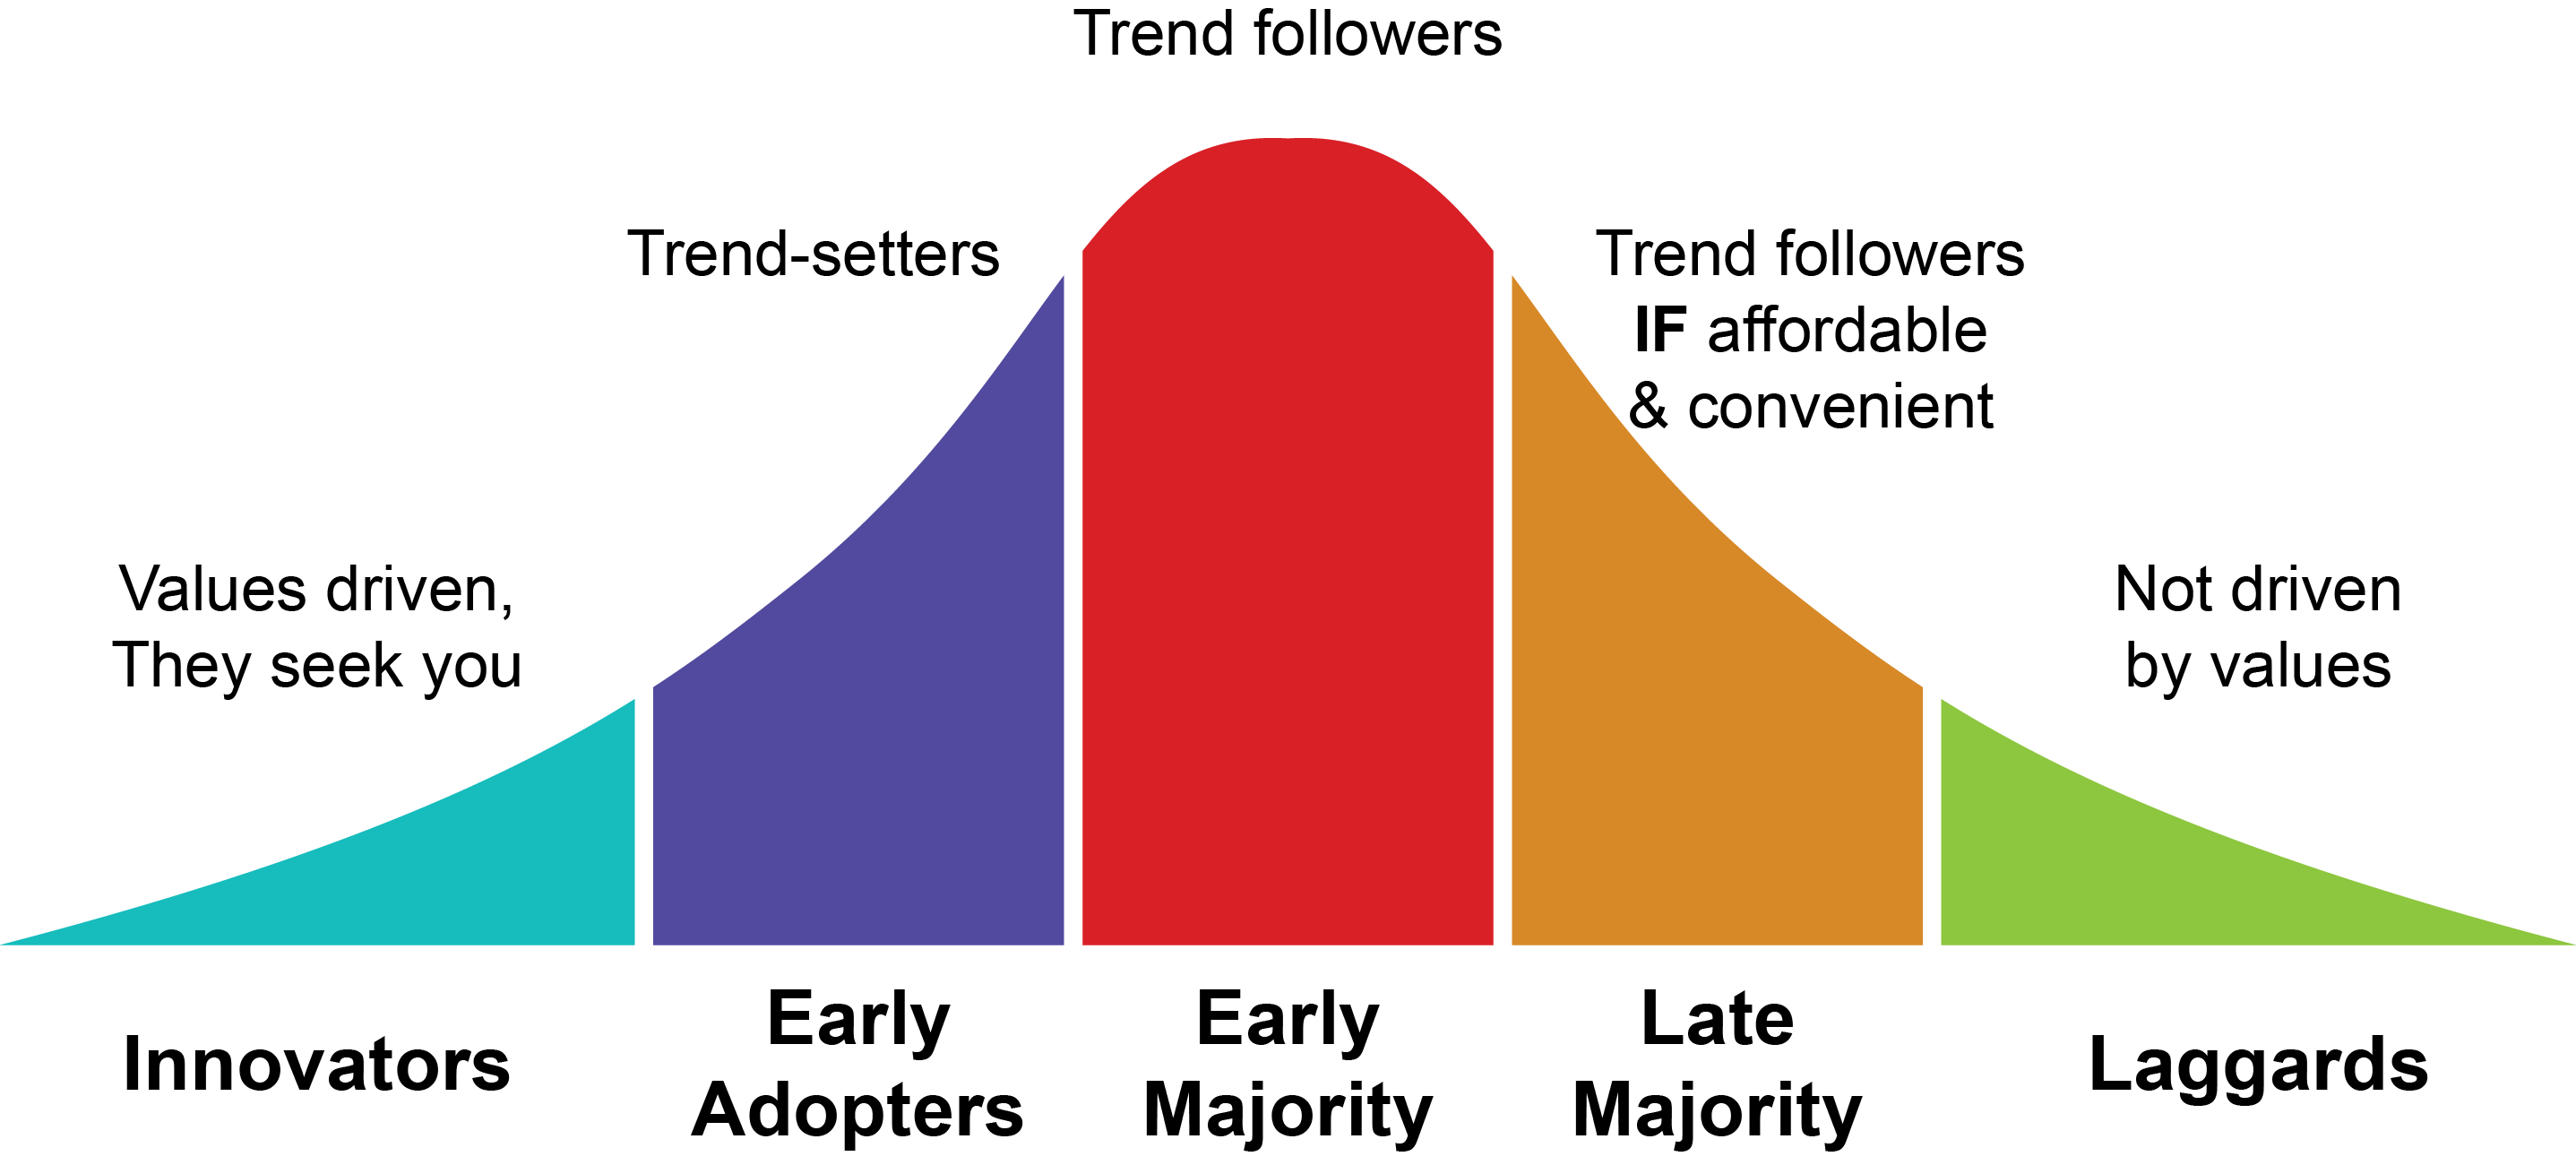 Trend followers
Trend-setters
Trend followers
IF affordable
& convenient
Values driven,
They seek you
Not driven
by values
Innovators
Early
Adopters
Early
Majority
Late
Majority
Laggards